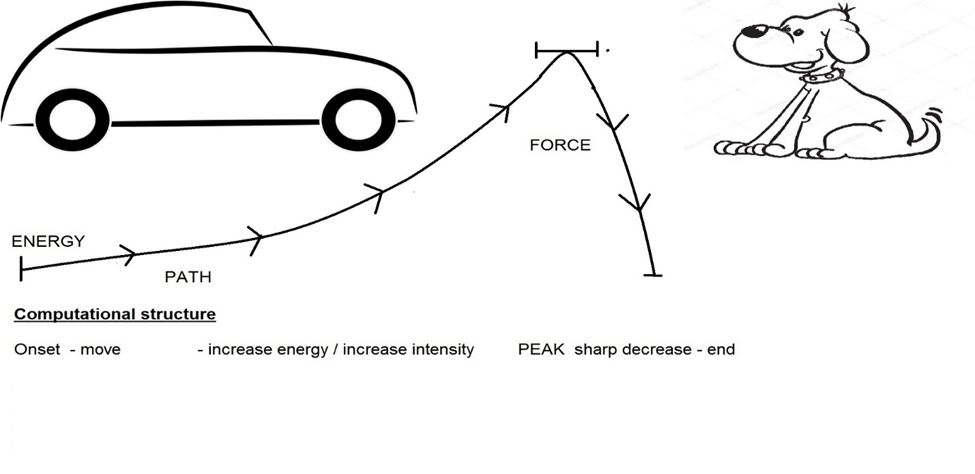 FORCE
ENERGY
PATH
Computational structure
Onset - move - increase energy / increase intensity PEAK sharp decrease - end